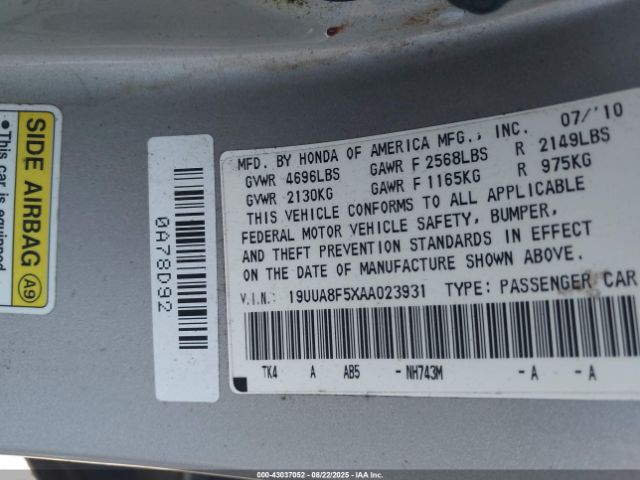 SIDE AIRBAG
•This car is equipped
A9
0A78D92
07/'10
MFD. BY HONDA OF AMERICA MFG., INC.
GVWR 4696LBS GAWR F 2568LBS R 2149LBS
GVWR 2130KG GAWR F 1165KG R 975KG
THIS VEHICLE CONFORMS TO ALL APPLICABLE
FEDERAL MOTOR VEHICLE SAFETY, BUMPER,
AND THEFT PREVENTION STANDARDS IN EFFECT
ON THE DATE OF MANUFACTURE SHOWN ABOVE.
V.I.N.: 19UUA8F5XAA023931 TYPE: PASSENGER CAR
TK4 A AB5 - NH743M - A - A
000-43037052 - 08/22/2025 - IAAI.COM